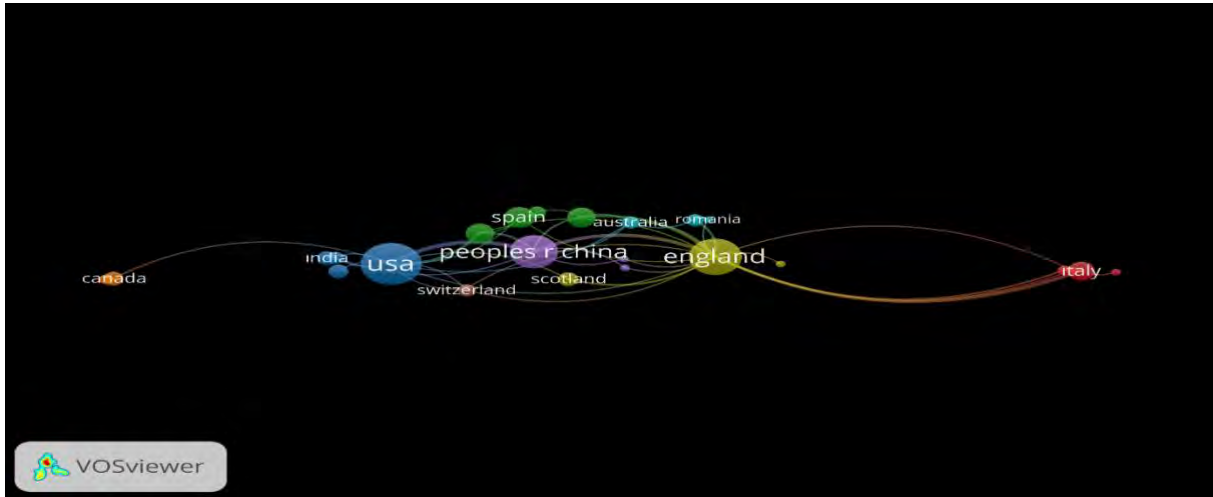 spain
australia
romania
peoples r china
england
india
usa
canada
scotland
switzerland
italy
VOSviewer